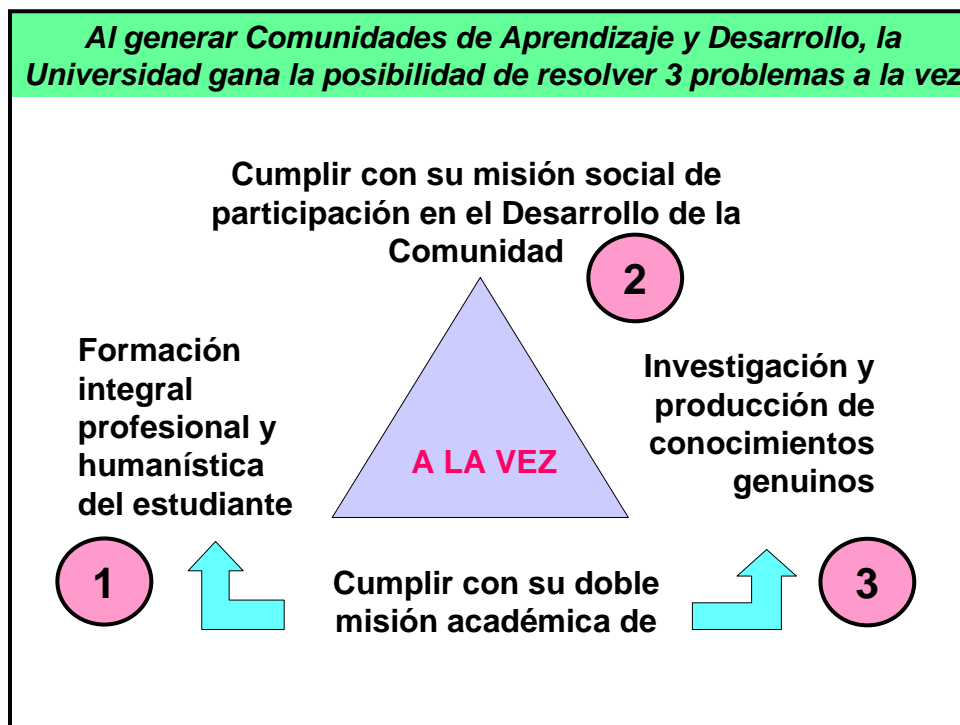 Al generar Comunidades de Aprendizaje y Desarrollo, la
Universidad gana la posibilidad de resolver 3 problemas a la vez
Cumplir con su misión social de
participación en el Desarrollo de la
Comunidad
2
Formación
integral
profesional y
humanística
del estudiante
Investigación y
producción de
conocimientos
genuinos
A LA VEZ
1
Cumplir con su doble
misión académica de
3